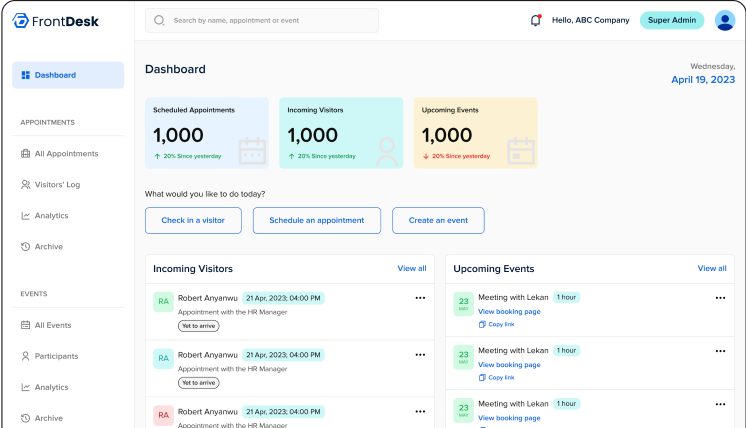 FrontDesk
Search by name, appointment or event
Hello, ABC Company
Super Admin
Dashboard
APPOINTMENTS
All Appointments
Visitors' Log
Analytics
Archive
EVENTS
All Events
Participants
Analytics
Archive
Dashboard
Wednesday,
April 19, 2023
Scheduled Appointments
1,000
20% Since yesterday
Incoming Visitors
1,000
20% Since yesterday
Upcoming Events
1,000
20% Since yesterday
What would you like to do today?
Check in a visitor
Schedule an appointment
Create an event
Incoming Visitors
View all
RA
Robert Anyanwu 21 Apr, 2023; 04:00 PM
Appointment with the HR Manager
Yet to arrive
RA
Robert Anyanwu 21 Apr, 2023; 04:00 PM
Appointment with the HR Manager
Yet to arrive
RA
Robert Anyanwu 21 Apr, 2023; 04:00 PM
Appointment with the HR Manager
Upcoming Events
View all
23
MAY
Meeting with Lekan 1 hour
View booking page
Copy link
23
MAY
Meeting with Lekan 1 hour
View booking page
Copy link
23
MAY
Meeting with Lekan 1 hour
View booking page